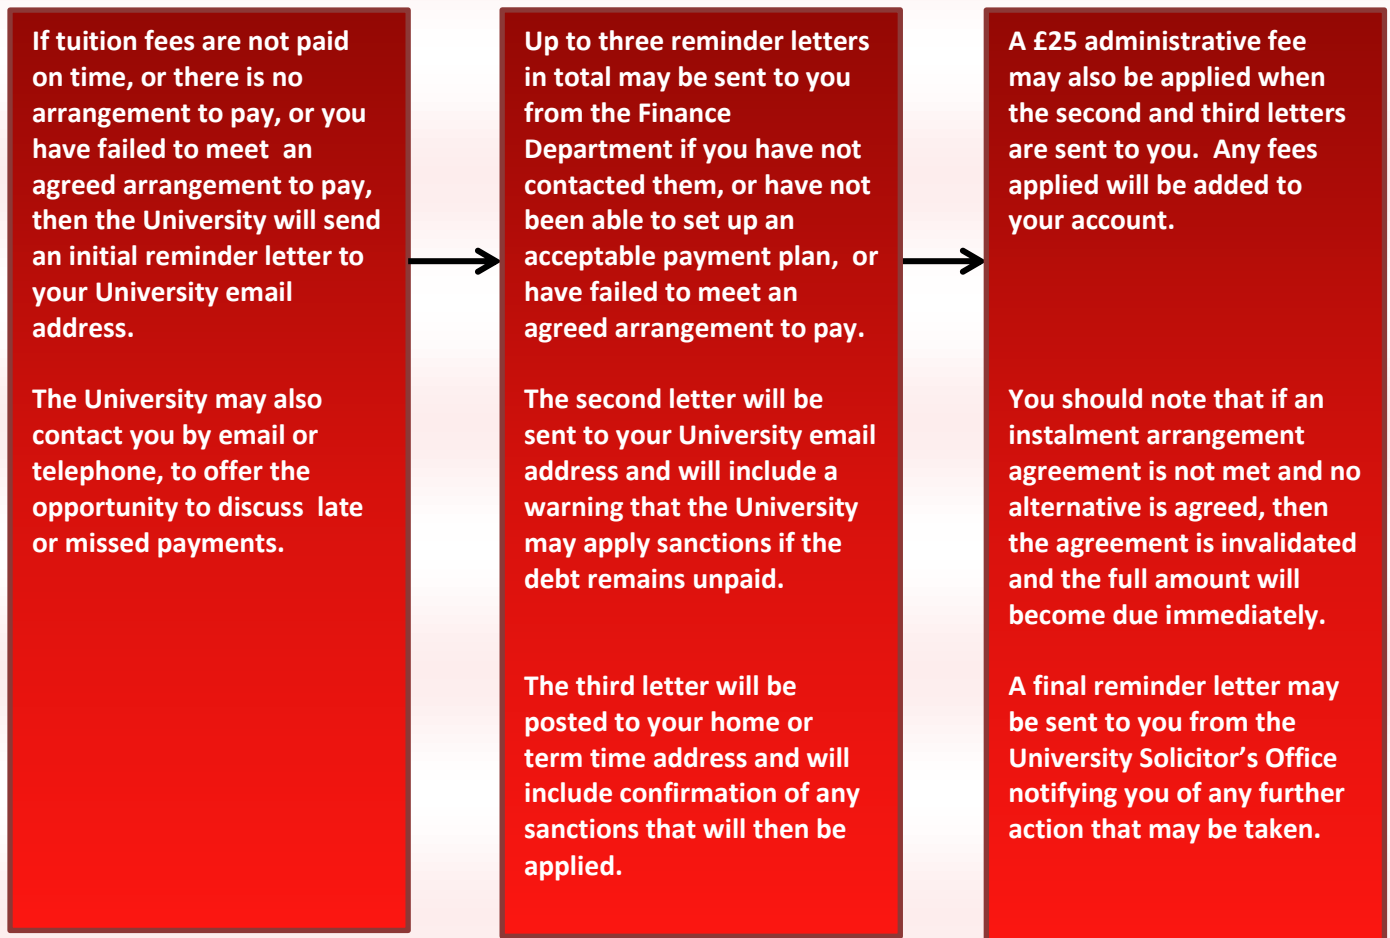 If tuition fees are not paid
on time, or there is no
arrangement to pay, or you
have failed to meet  an
agreed arrangement to pay,
then the University will send
an initial reminder letter to
your University email
address.
The University may also
contact you by email or
telephone, to offer the
opportunity to discuss  late
or missed payments.
Up to three reminder letters
in total may be sent to you
from the Finance
Department if you have not
contacted them, or have not
been able to set up an
acceptable payment plan,  or
have failed to meet an
agreed arrangement to pay.
The second letter will be
sent to your University email
address and will include a
warning that the University
may apply sanctions if the
debt remains unpaid.
The third letter will be
posted to your home or
term time address and will
include confirmation of any
sanctions that will then be
applied.
A £25 administrative fee
may also be applied when
the second and third letters
are sent to you.  Any fees
applied will be added to
your account.
You should note that if an
instalment arrangement
agreement is not met and no
alternative is agreed, then
the agreement is invalidated
and the full amount will
become due immediately.
A final reminder letter may
be sent to you from the
University Solicitor’s Office
notifying you of any further
action that may be taken.